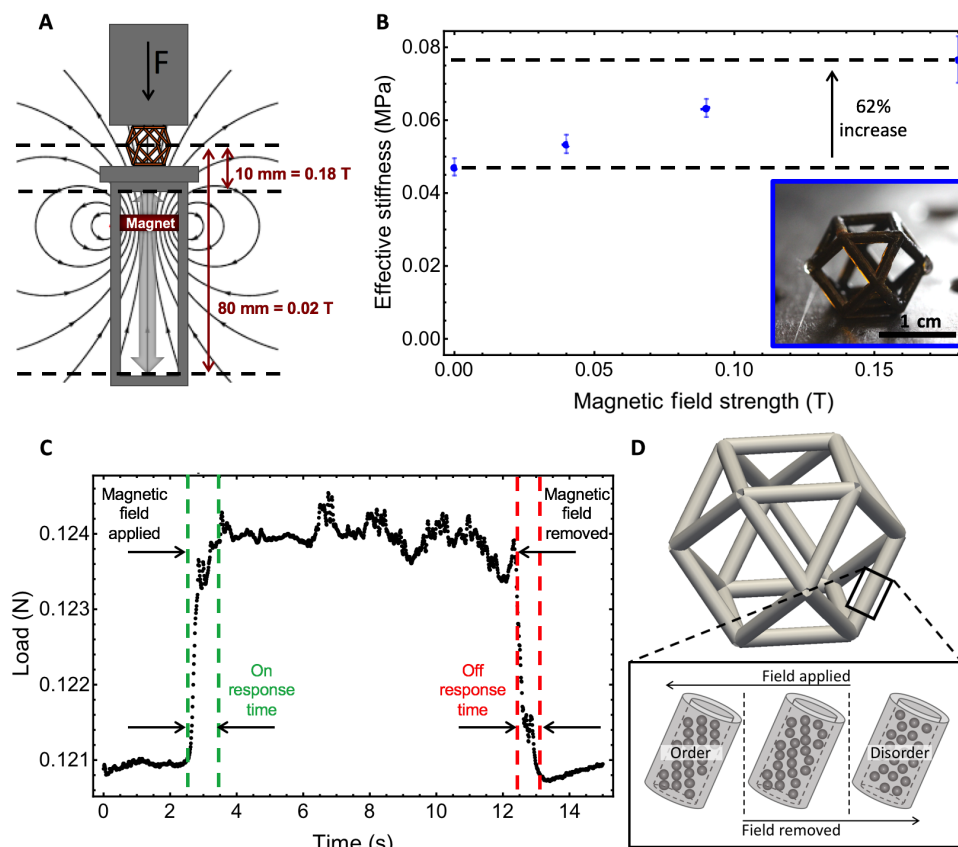 A
F
10 mm = 0.18 T
Magnet
80 mm = 0.02 T
B
Effective stiffness (MPa)
0.08
0.06
0.04
0.02
0.00
62%
increase
1 cm
0.00
0.05
0.10
0.15
Magnetic field strength (T)
C
Magnetic
field
applied
Magnetic
field
removed
Load (N)
0.124
0.123
0.122
0.121
On
response
time
Off
response
time
0
2
4
6
8
10
12
14
Time (s)
D
Field applied
Order
Disorder
Field removed